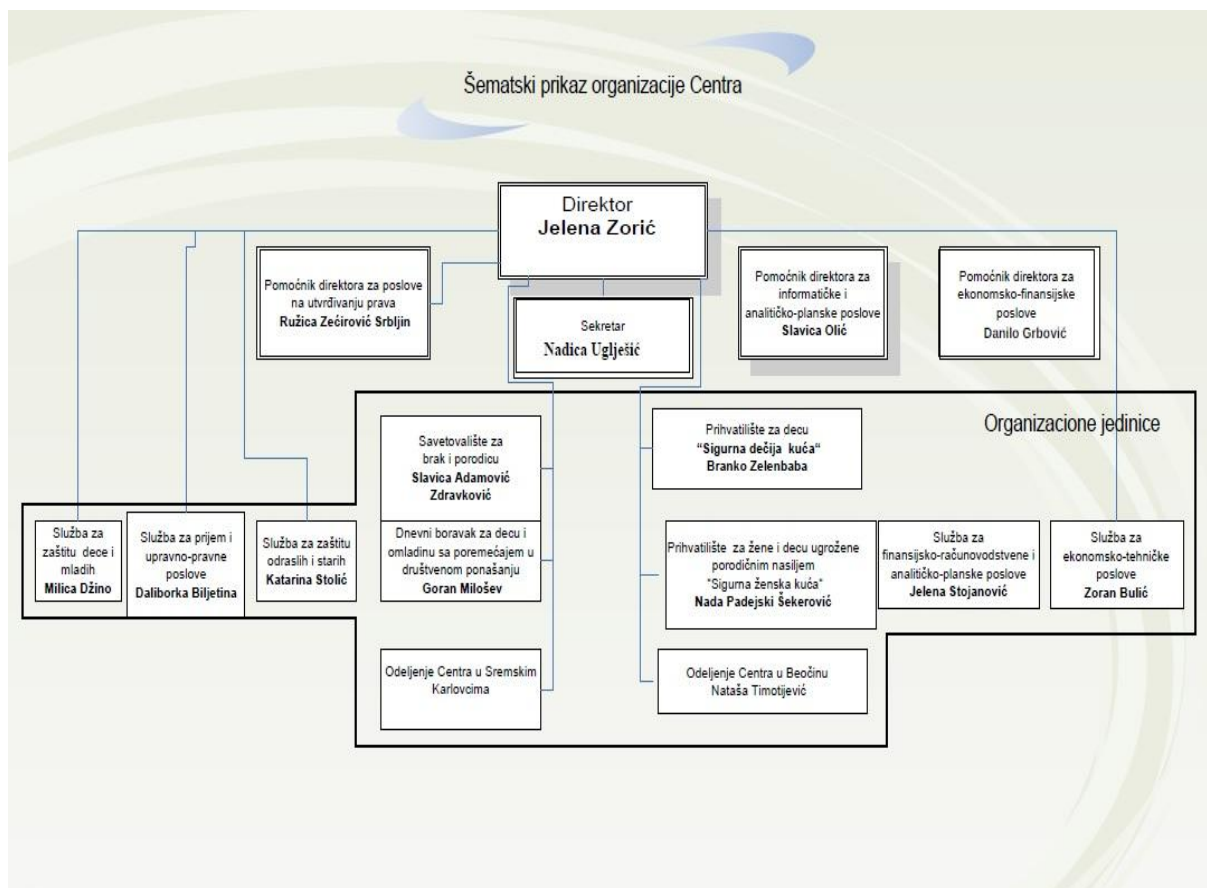 Šematski prikaz organizacije Centra
Direktor
Jelena Zorić
Pomoćnik direktora za poslove
na utvrđivanju prava
Ružica Zećirović Srbljin
Sekretar
Nadica Uglješić
Pomoćnik direktora za
informatičke i
analitičko-planske poslove
Slavica Olić
Pomoćnik direktora za
ekonomsko-finansijske
poslove
Danilo Grbović
Organizacione jedinice
Savetovalište za
brak i porodicu
Slavica Adamović
Zdravković
Prihvatilište za decu
"Sigurna dečija kuća"
Branko Zelenbaba
Služba za
zaštitu dece i
mladih
Milica Džino
Služba za prijem i
upravno-pravne
poslove
Daliborka Biljetina
Služba za zaštitu
odraslih i starih
Katarina Stolić
Dnevni boravak za decu i
omladinu sa poremećajem u
društvenom ponašanju
Goran Milošev
Prihvatilište za žene i decu ugrožene
porodičnim nasiljem
"Sigurna ženska kuća"
Nada Padejski Šekerović
Služba za
finansijsko-računovodstvene i
analitičko-planske poslove
Jelena Stojanović
Služba za
ekonomsko-tehničke
poslove
Zoran Bulić
Odeljenje Centra u Sremskim
Karlovcima
Odeljenje Centra u Beočinu
Nataša Timotijević